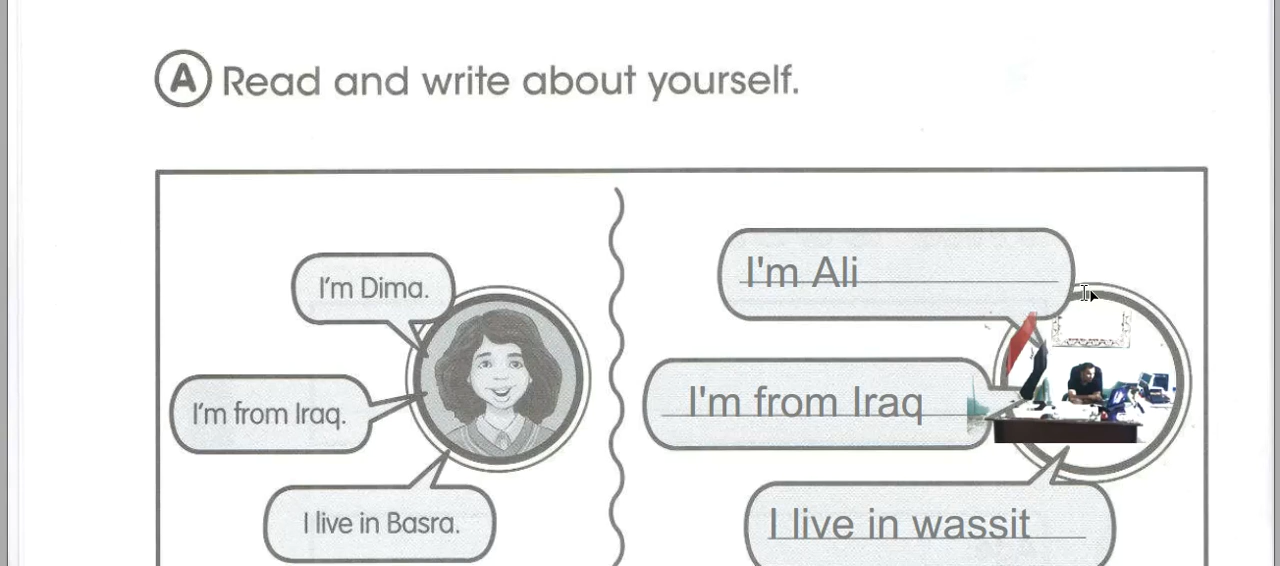 A Read and write about yourself.
I'm Dima.
I'm from Iraq.
I live in Basra.
I'm Ali
I'm from Iraq
I live in wassit